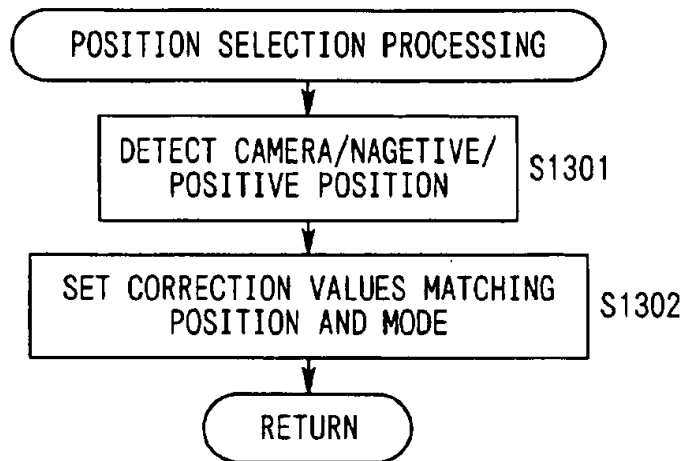 POSITION SELECTION PROCESSING
DETECT CAMERA/NAGETIVE/
POSITIVE POSITION
S1301
SET CORRECTION VALUES MATCHING
POSITION AND MODE
S1302
RETURN